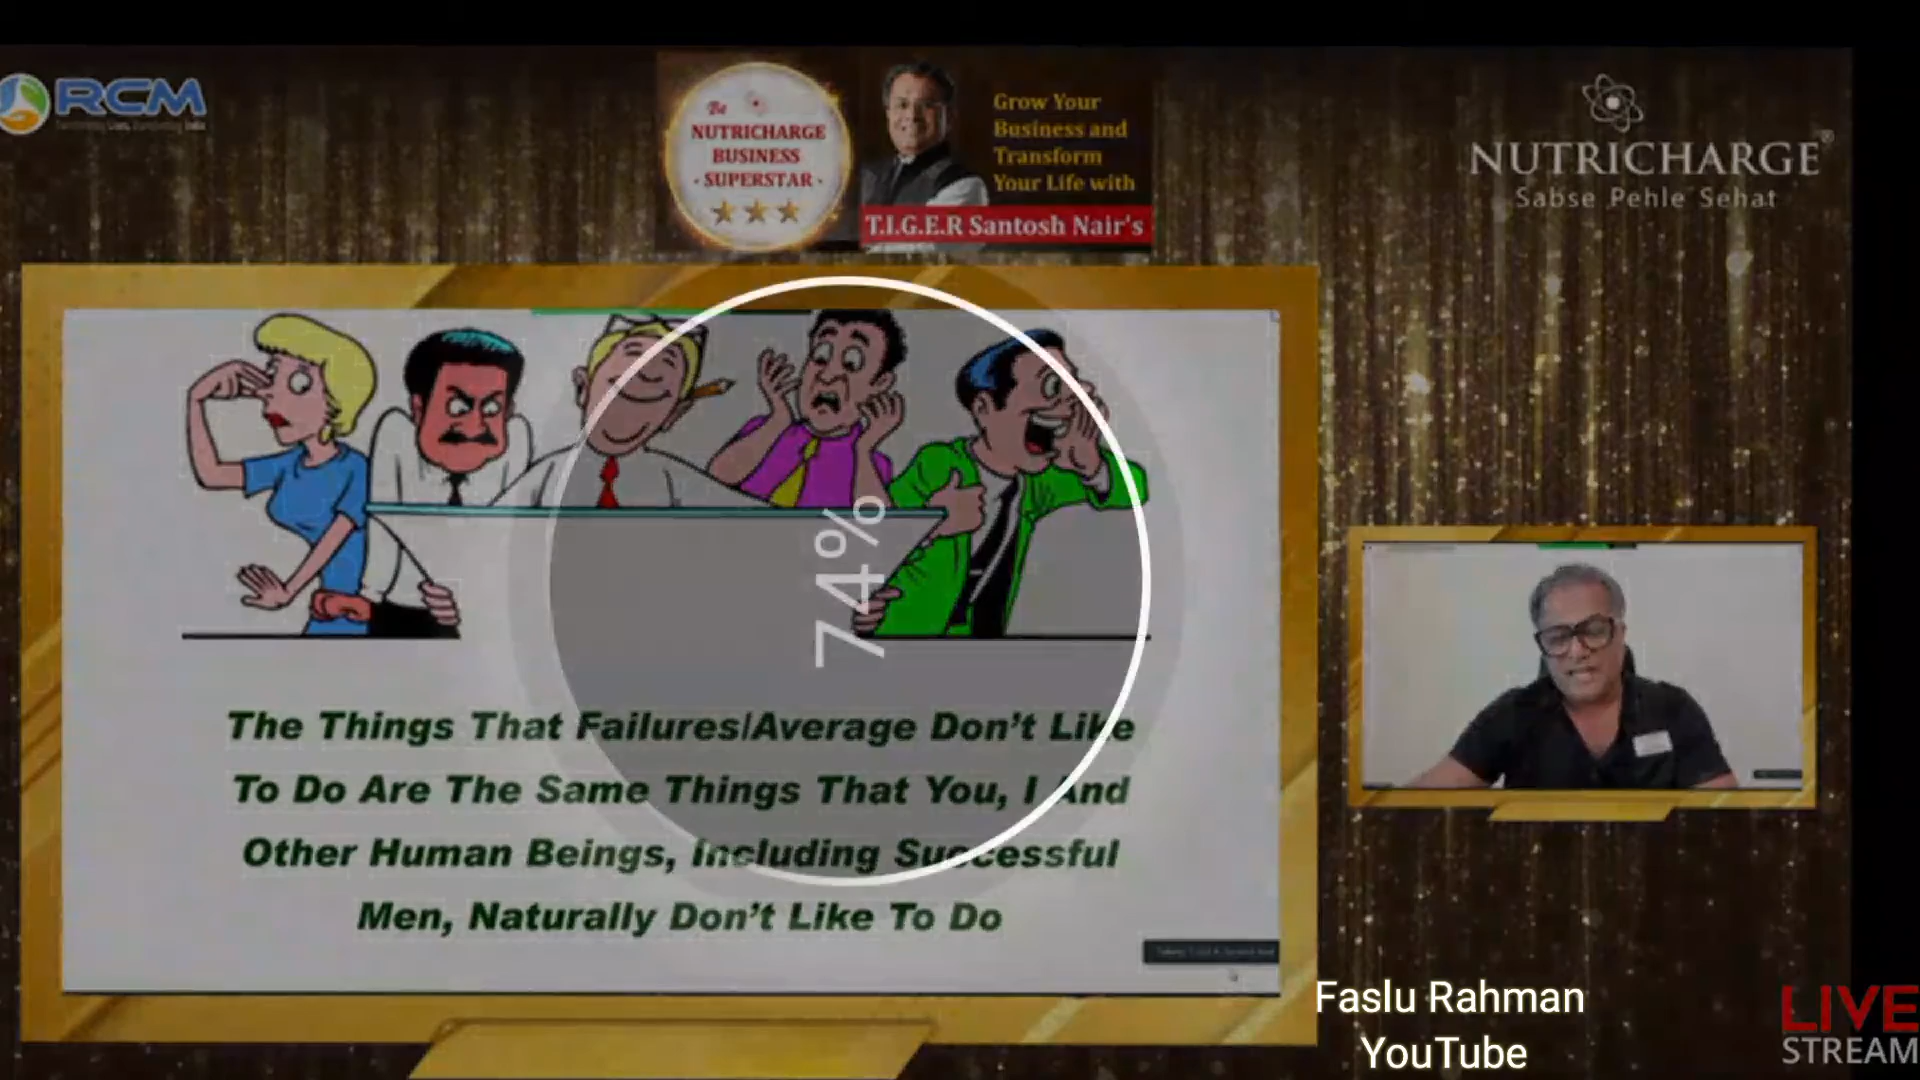 RCM
Be
NUTRICHARGE
BUSINESS
- SUPERSTAR -
Grow Your
Business and
Transform
Your Life with
T.I.G.E.R Santosh Nair's
NUTRICHARGE®
Sabse Pehle Sehat
74%
The Things That Failures/Average Don't Like
To Do Are The Same Things That You, I And
Other Human Beings, Including Successful
Men, Naturally Don't Like To Do
Faslu Rahman
YouTube
LIVE
STREAM